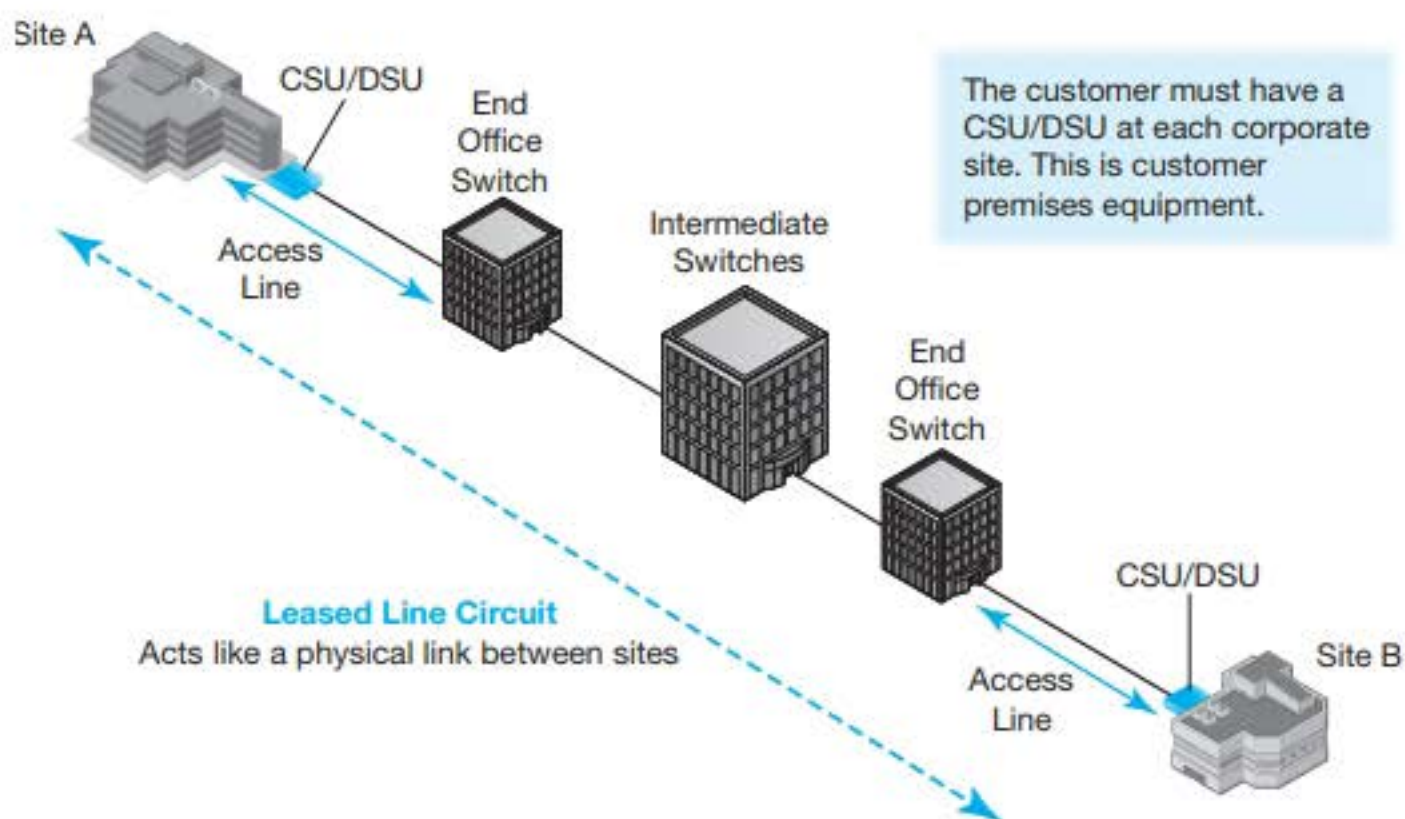 Site A
CSU/DSU
End
Office
Switch
The customer must have a
CSU/DSU at each corporate
site. This is customer
premises equipment.
Access
Line
Intermediate
Switches
End
Office
Switch
Leased Line Circuit
Acts like a physical link between sites
CSU/DSU
Access
Line
Site B